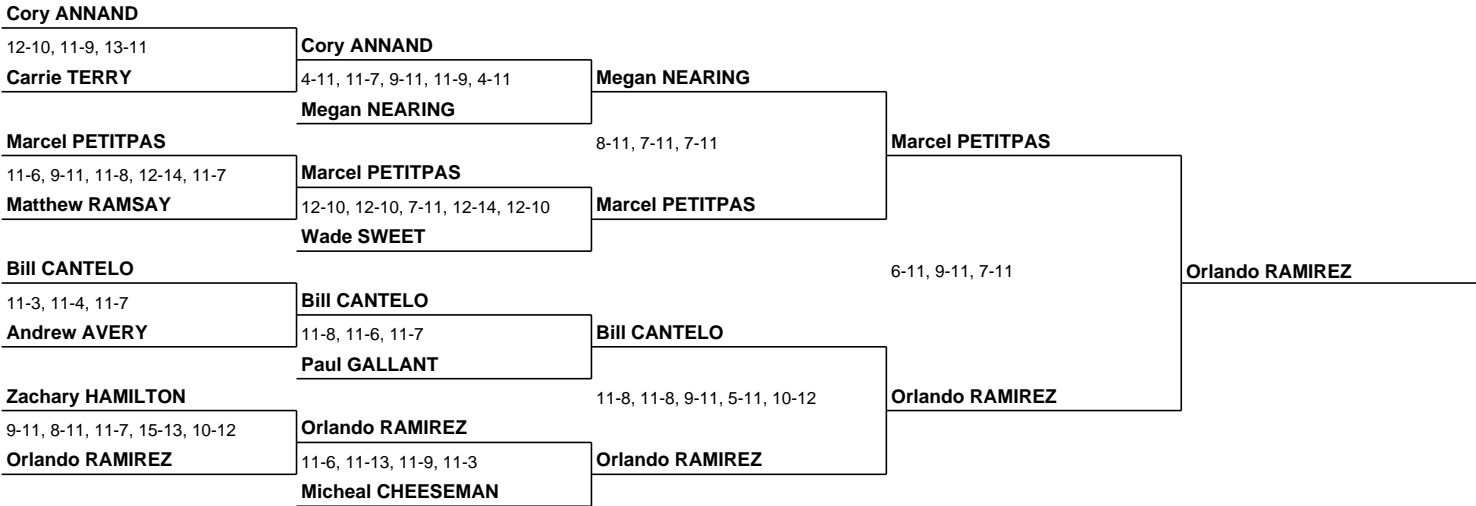 Cory ANNAND
12-10, 11-9, 13-11
Carrie TERRY
Marcel PETITPAS
11-6, 9-11, 11-8, 12-14, 11-7
Matthew RAMSAY
Bill CANTELO
11-3, 11-4, 11-7
Andrew AVERY
Zachary HAMILTON
9-11, 8-11, 11-7, 15-13, 10-12
Orlando RAMIREZ
Cory ANNAND
4-11, 11-7, 9-11, 11-9, 4-11
Megan NEARING
Marcel PETITPAS
12-10, 12-10, 7-11, 12-14, 12-10
Wade SWEET
Bill CANTELO
11-8, 11-6, 11-7
Paul GALLANT
Orlando RAMIREZ
11-6, 11-13, 11-9, 11-3
Micheal CHEESEMAN
Megan NEARING
8-11, 7-11, 7-11
Marcel PETITPAS
Bill CANTELO
11-8, 11-8, 9-11, 5-11, 10-12
Orlando RAMIREZ
Marcel PETITPAS
6-11, 9-11, 7-11
Orlando RAMIREZ
Orlando RAMIREZ